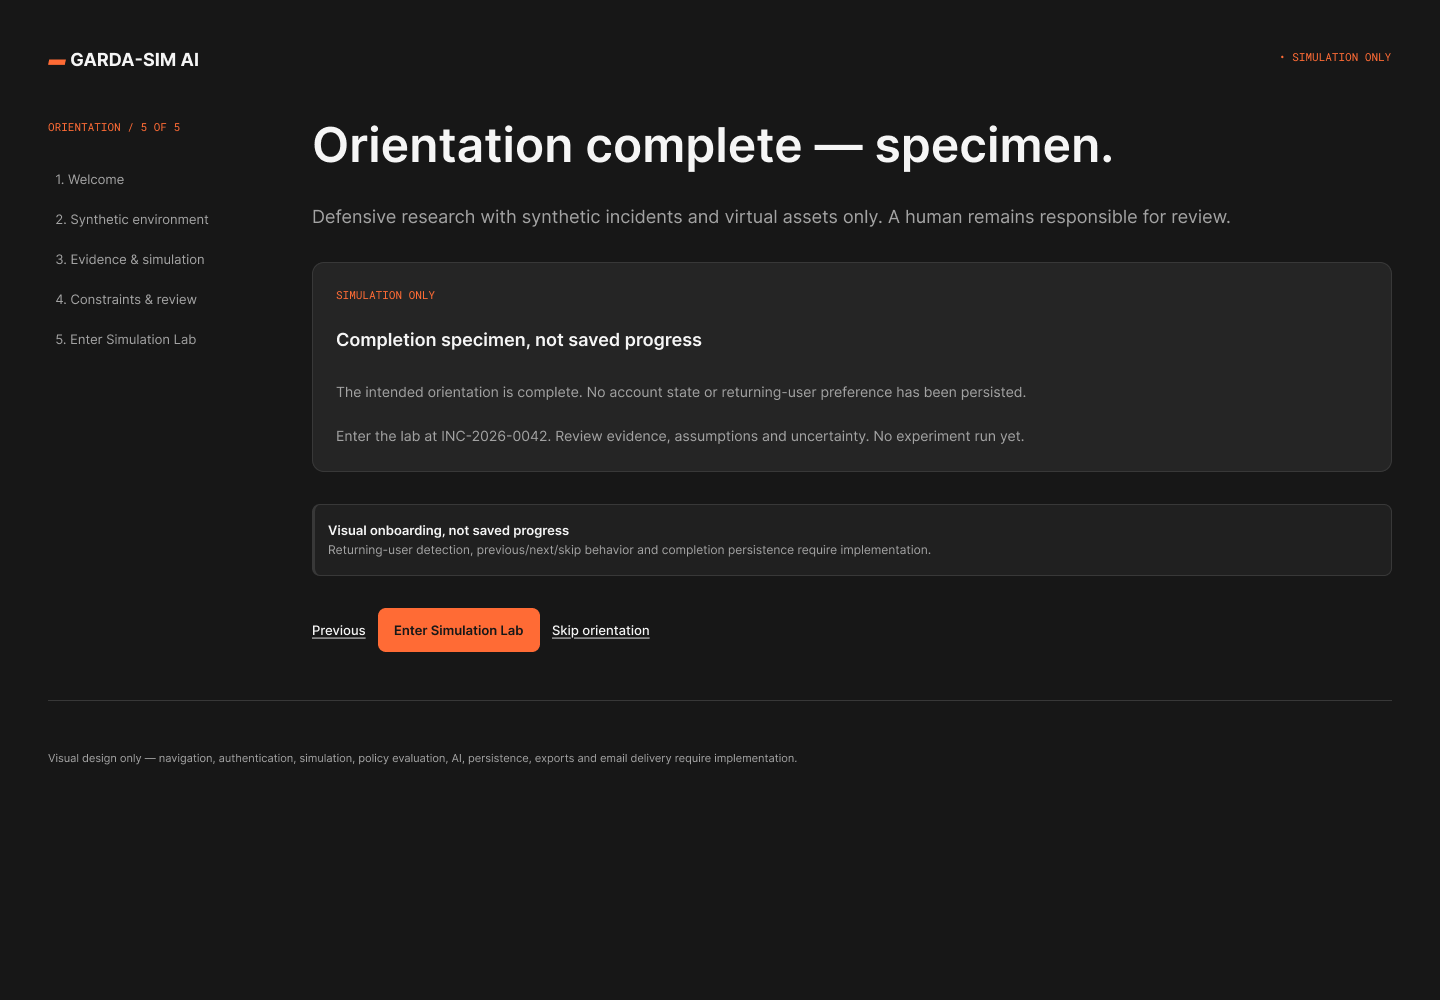 GARDA-SIM AI
• SIMULATION ONLY
ORIENTATION / 5 OF 5
1. Welcome
2. Synthetic environment
3. Evidence & simulation
4. Constraints & review
5. Enter Simulation Lab
Orientation complete — specimen.
Defensive research with synthetic incidents and virtual assets only. A human remains responsible for review.
SIMULATION ONLY
Completion specimen, not saved progress
The intended orientation is complete. No account state or returning-user preference has been persisted.
Enter the lab at INC-2026-0042. Review evidence, assumptions and uncertainty. No experiment run yet.
Visual onboarding, not saved progress
Returning-user detection, previous/next/skip behavior and completion persistence require implementation.
Previous
Enter Simulation Lab
Skip orientation
Visual design only — navigation, authentication, simulation, policy evaluation, AI, persistence, exports and email delivery require implementation.